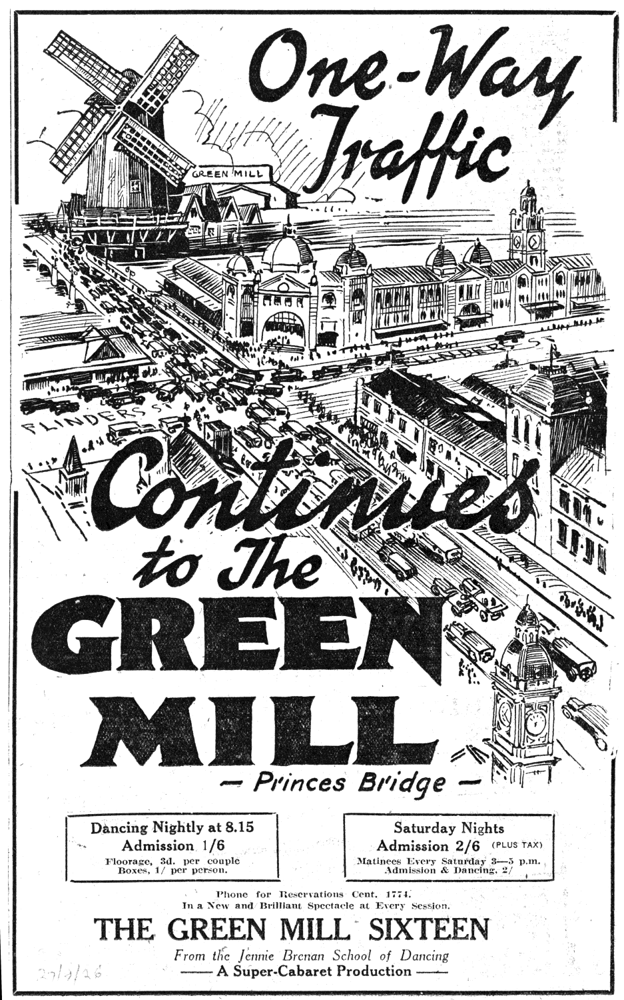 One-Way
Traffic
GREEN MILL
FLINDERS ST
FLINDERS ST
Continues
to The
GREEN
MILL
- Princes Bridge -
Dancing Nightly at 8.15
Admission 1/6
Floorage, 3d. per couple
Boxes, 1/ per person.
Saturday Nights
Admission 2/6 (PLUS TAX)
Matinees Every Saturday 3—5 p.m.
Admission & Dancing, 2/
Phone for Reservations Cent. 1774.
In a New and Brilliant Spectacle at Every Session.
THE GREEN MILL SIXTEEN
From the Jennie Brenan School of Dancing
— A Super-Cabaret Production —